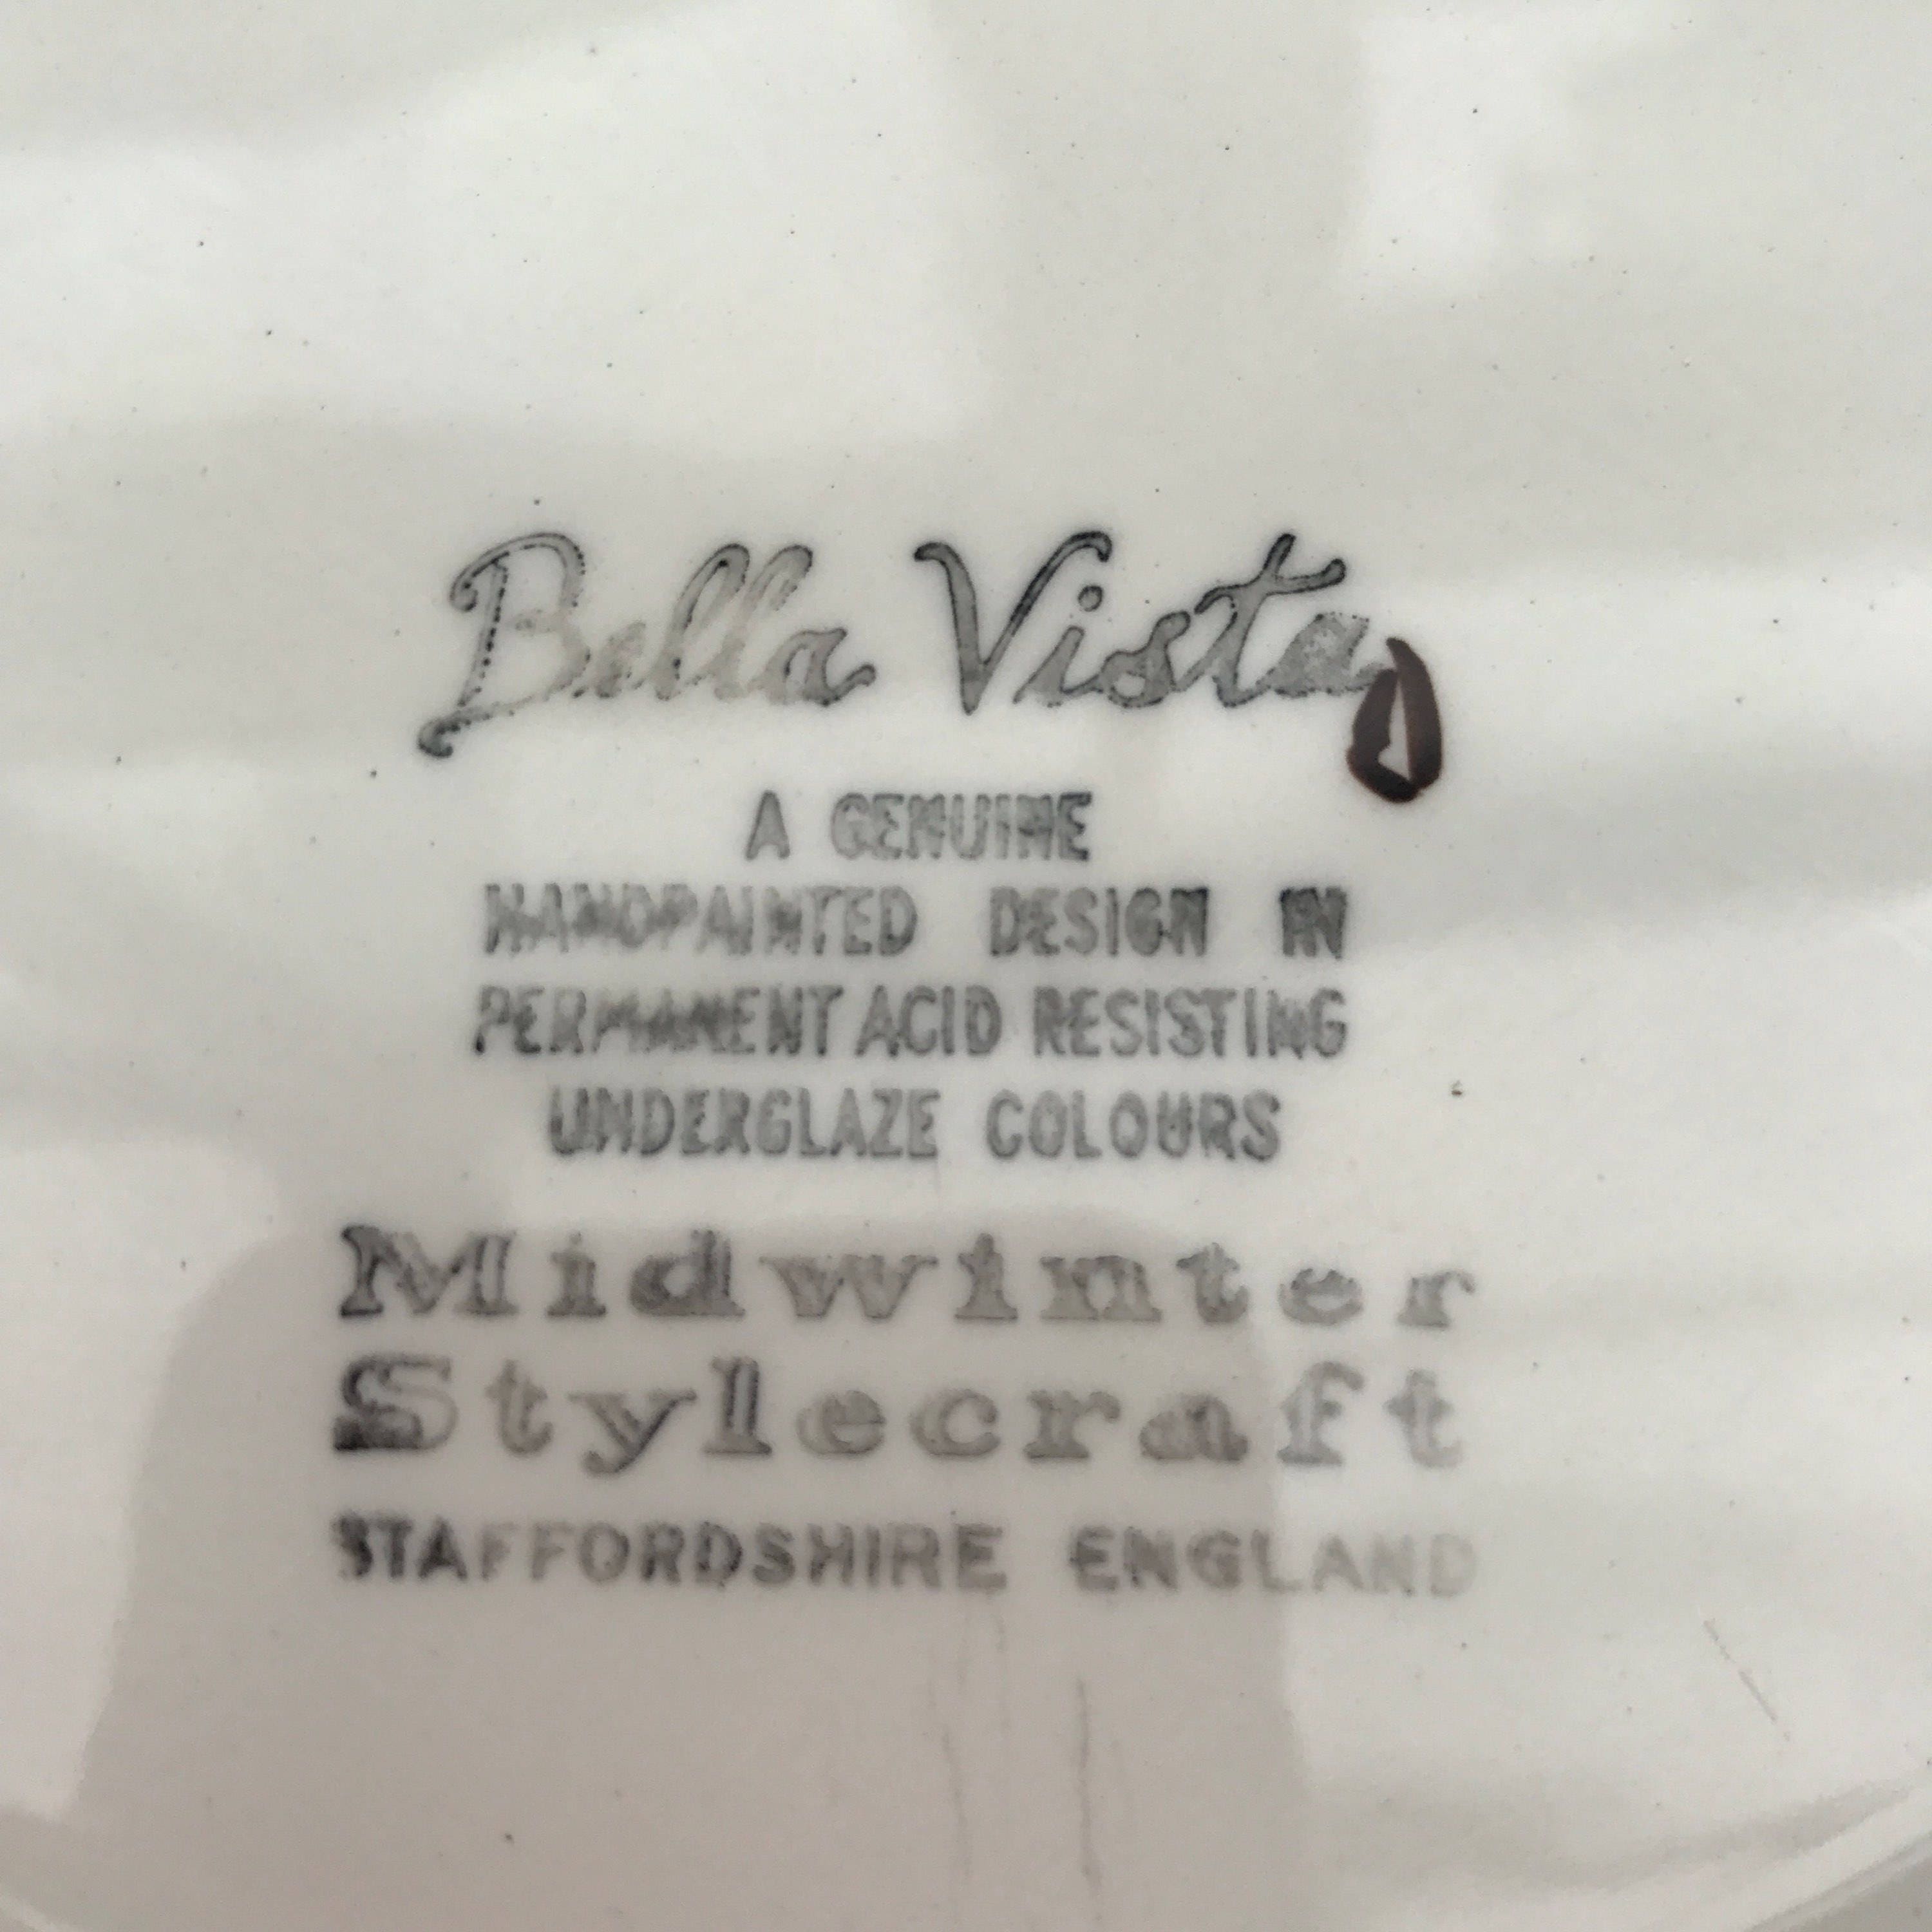 Bella Vista
A GENUINE
HANDPAINTED DESIGN IN
PERMANENT ACID RESISTING
UNDERGLAZE COLOURS
Midwinter
Stylecraft
STAFFORDSHIRE ENGLAND